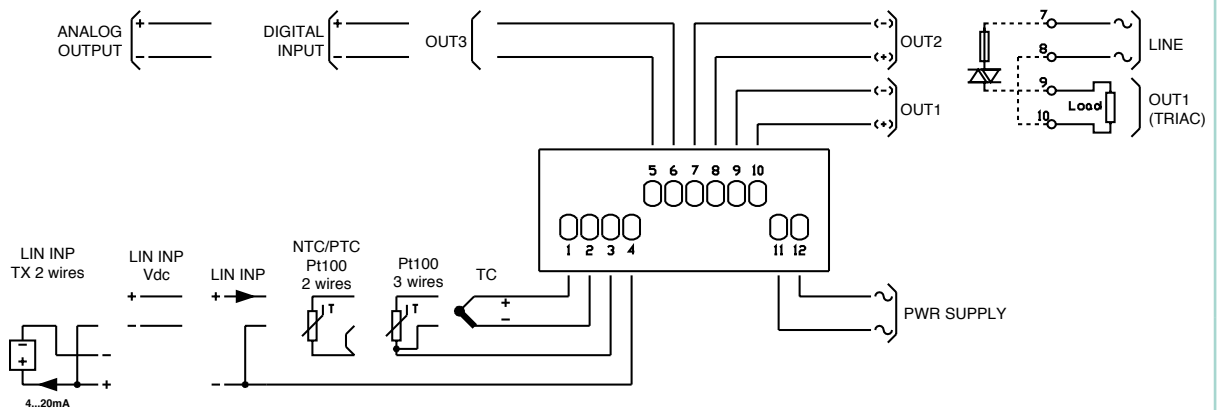 ANALOG
OUTPUT
+
-
DIGITAL
INPUT
+
-
OUT3
(-)
(+)
OUT2
(-)
(+)
OUT1
7
8
LINE
9
10
Load
OUT1
(TRIAC)
5 6 7 8 9 10
1 2 3 4
11 12
LIN INP
TX 2 wires
-
+
-
+
4...20mA
LIN INP
Vdc
+
-
LIN INP
+
-
NTC/PTC
Pt100
2 wires
T
Pt100
3 wires
T
TC
+
-
PWR SUPPLY